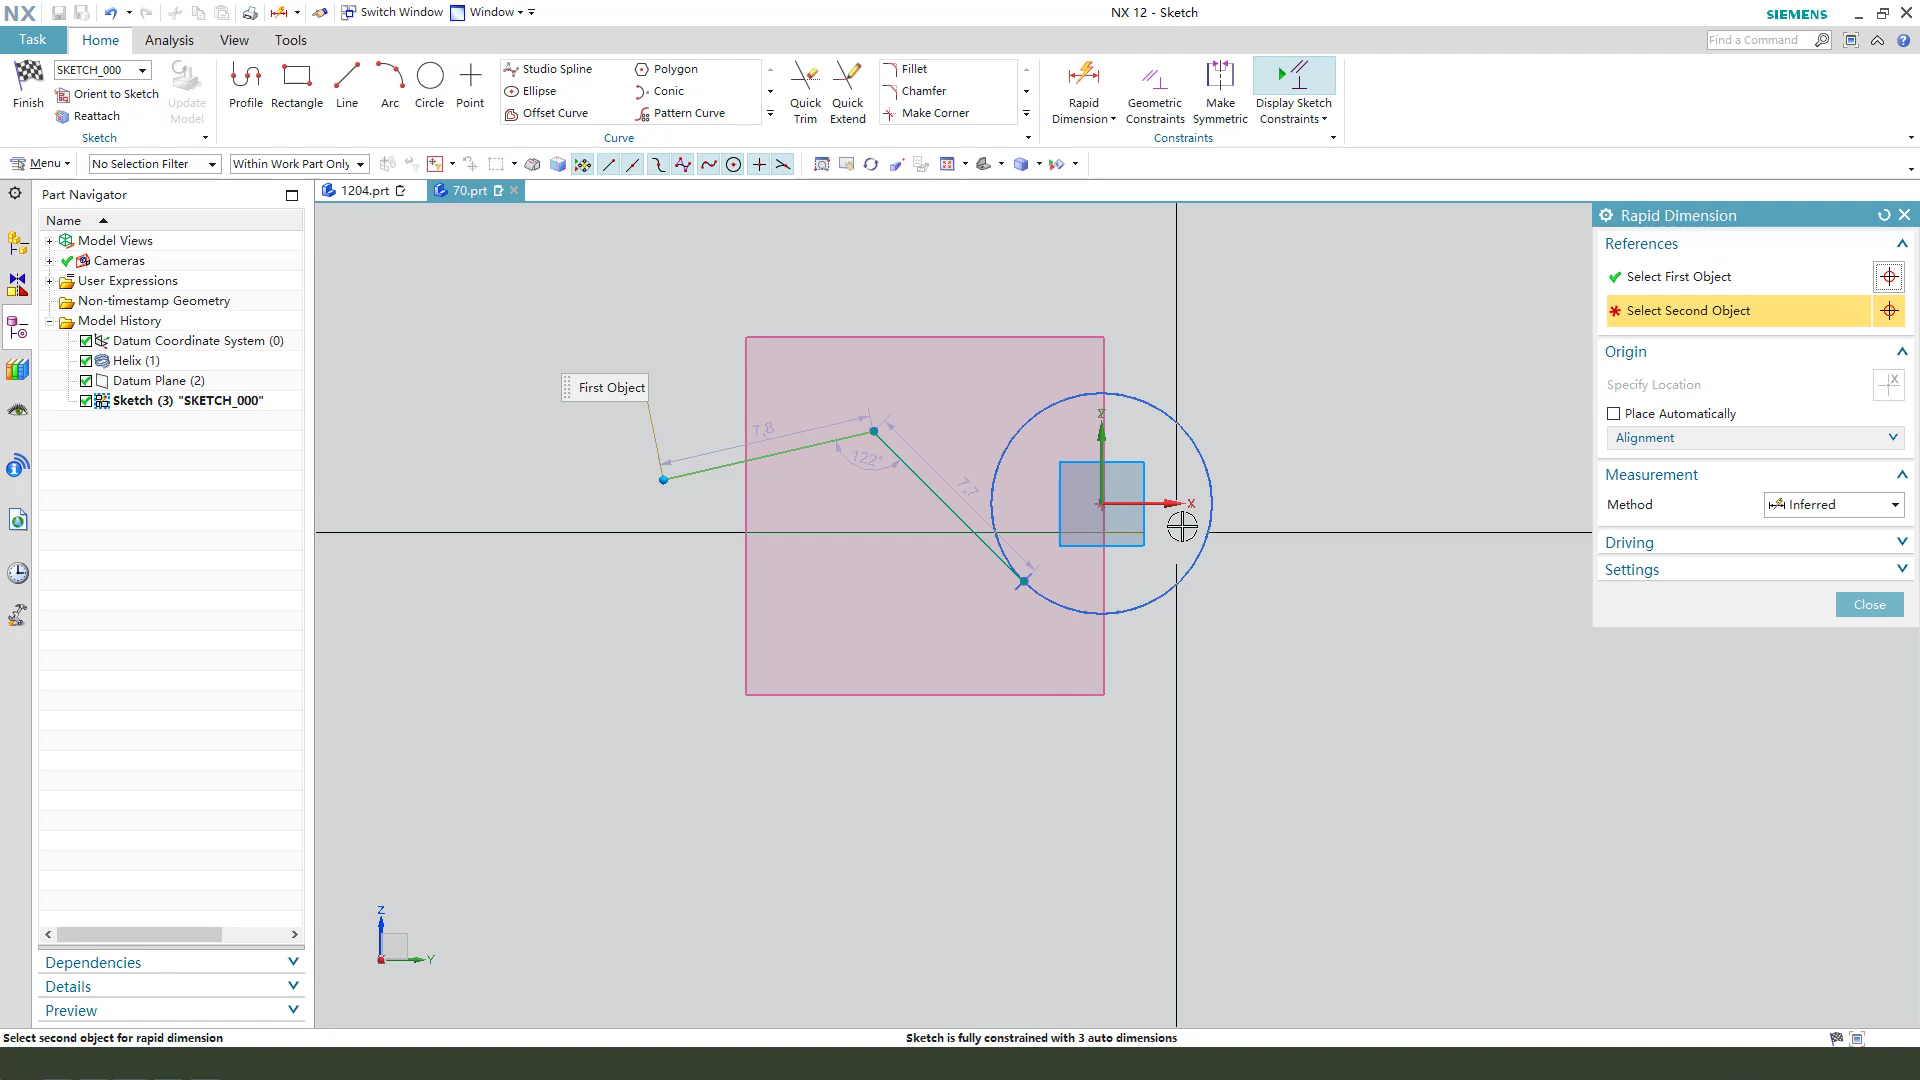 NX
Switch Window
Window
NX 12 - Sketch
SIEMENS
Task
Home
Analysis
View
Tools
Find a Command
Finish
SKETCH_000
Orient to Sketch
Reattach
Update Model
Sketch
Profile
Rectangle
Line
Arc
Circle
Point
Studio Spline
Ellipse
Offset Curve
Polygon
Conic
Pattern Curve
Curve
Quick Trim
Quick Extend
Fillet
Chamfer
Make Corner
Rapid Dimension
Geometric Constraints
Make Symmetric
Display Sketch Constraints
Constraints
Menu
No Selection Filter
Within Work Part Only
Part Navigator
1204.prt
70.prt
Name
Model Views
Cameras
User Expressions
Non-timestamp Geometry
Model History
Datum Coordinate System (0)
Helix (1)
Datum Plane (2)
Sketch (3) "SKETCH_000"
First Object
7,8
122°
7,7
X
Z
Y
Rapid Dimension
References
Select First Object
Select Second Object
Origin
Specify Location
Place Automatically
Alignment
Measurement
Method
Inferred
Driving
Settings
Close
Dependencies
Details
Preview
Select second object for rapid dimension
Sketch is fully constrained with 3 auto dimensions